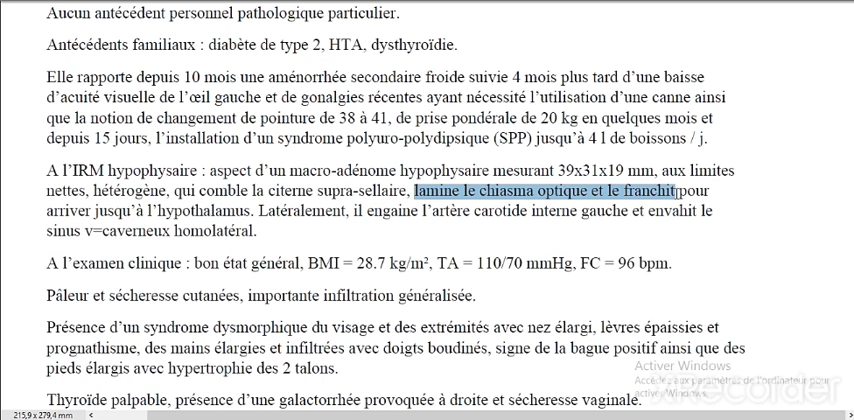 Aucun antécédent personnel pathologique particulier.
Antécédents familiaux : diabète de type 2, HTA, dysthyroïdie.
Elle rapporte depuis 10 mois une aménorrhée secondaire froide suivie 4 mois plus tard d’une baisse
d’acuité visuelle de l’œil gauche et de gonalgies récentes ayant nécessité l’utilisation d’une canne ainsi
que la notion de changement de pointure de 38 à 41, de prise pondérale de 20 kg en quelques mois et
depuis 15 jours, l’installation d’un syndrome polyuro-polydipsique (SPP) jusqu’à 4 l de boissons / j.
A l’IRM hypophysaire : aspect d’un macro-adénome hypophysaire mesurant 39x31x19 mm, aux limites
nettes, hétérogène, qui comble la citerne supra-sellaire, lamine le chiasma optique et le franchit pour
arriver jusqu’à l’hypothalamus. Latéralement, il engaine l’artère carotide interne gauche et envahit le
sinus v=caverneux homolatéral.
A l’examen clinique : bon état général, BMI = 28.7 kg/m², TA = 110/70 mmHg, FC = 96 bpm.
Pâleur et sécheresse cutanées, importante infiltration généralisée.
Présence d’un syndrome dysmorphique du visage et des extrémités avec nez élargi, lèvres épaissies et
prognathisme, des mains élargies et infiltrées avec doigts boudinés, signe de la bague positif ainsi que des
pieds élargis avec hypertrophie des 2 talons.
Activer Windows
Accédez aux paramètres de l'ordinateur pour
activer Windows.
Thyroïde palpable, présence d’une galactorrhée provoquée à droite et sécheresse vaginale.
215,9 x 279,4 mm